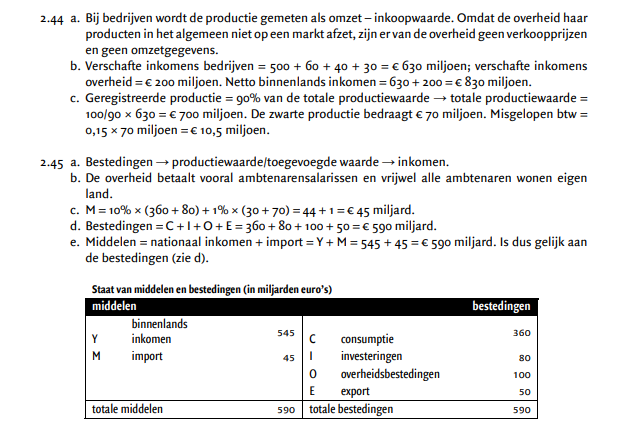 2.44 a. Bij bedrijven wordt de productie gemeten als omzet – inkoopwaarde. Omdat de overheid haar
producten in het algemeen niet op een markt afzet, zijn er van de overheid geen verkoopprijzen
en geen omzetgegevens.
b. Verschafte inkomens bedrijven = 500 + 60 + 40 + 30 = € 630 miljoen; verschafte inkomens
overheid = € 200 miljoen. Netto binnenlands inkomen = 630 + 200 = € 830 miljoen.
c. Geregistreerde productie = 90% van de totale productiewaarde → totale productiewaarde =
100/90 × 630 = € 700 miljoen. De zwarte productie bedraagt € 70 miljoen. Misgelopen btw =
0,15 × 70 miljoen = € 10,5 miljoen.
2.45 a. Bestedingen → productiewaarde/toegevoegde waarde → inkomen.
b. De overheid betaalt vooral ambtenarensalarissen en vrijwel alle ambtenaren wonen eigen
land.
c. M = 10% × (360 + 80) + 1% × (30 + 70) = 44 + 1 = € 45 miljard.
d. Bestedingen = C + I + O + E = 360 + 80 + 100 + 50 = € 590 miljard.
e. Middelen = nationaal inkomen + import = Y + M = 545 + 45 = € 590 miljard. Is dus gelijk aan
de bestedingen (zie d).
Staat van middelen en bestedingen (in miljarden euro's)
middelen bestedingen
binnenlands
Y inkomen 545 C consumptie 360
M import 45 I investeringen 80
O overheidsbestedingen 100
E export 50
totale middelen 590 totale bestedingen 590